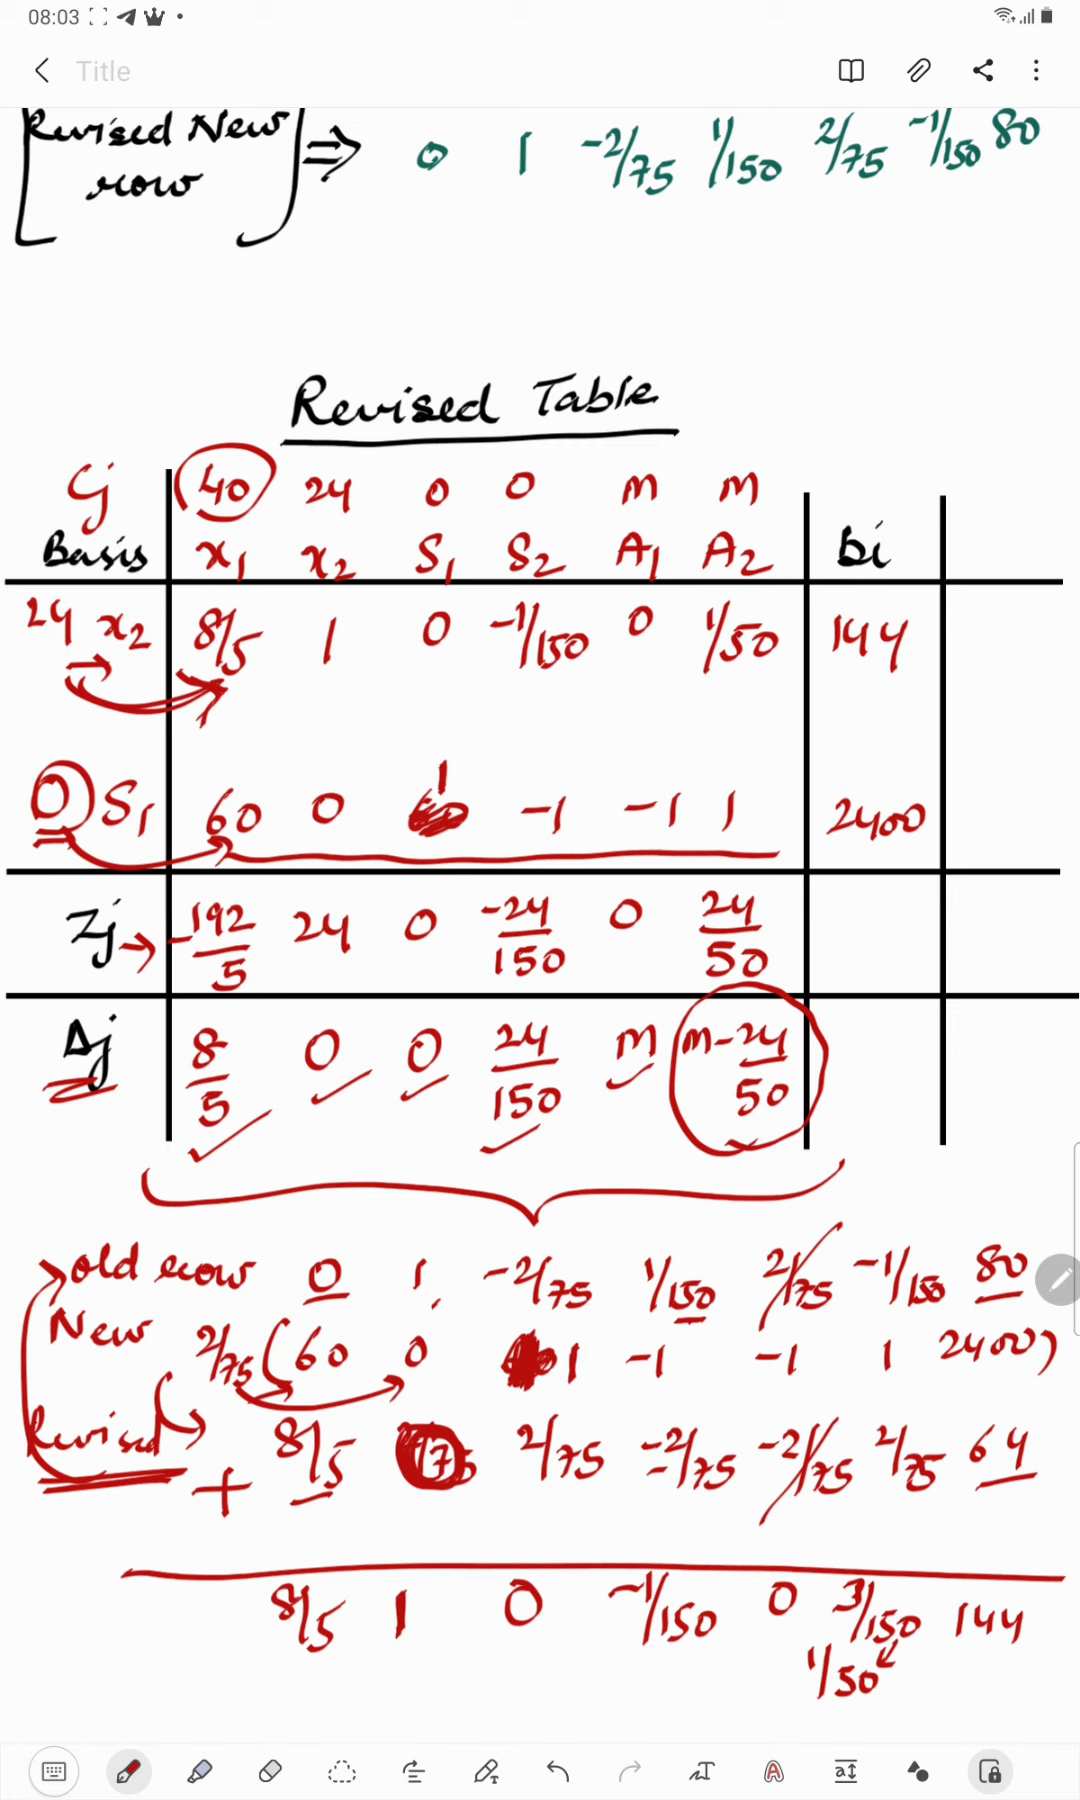 08:03
Title
Revised New
row ⇒ 0 1 -2/75 1/150 2/75 -1/150 80
Revised Table
Cj 40 24 0 0 M M
Basis x1 x2 S1 S2 A1 A2 bi
24 x2 8/5 1 0 -1/150 0 1/50 144
0 S1 60 0 1 -1 -1 1 2400
Zj → -192/5 24 0 -24/150 0 24/50
Δj 8/5 0 0 24/150 M M-24/50
old row 0 1 -2/75 1/150 2/75 -1/150 80
New 2/75 (60 0 1 -1 -1 1 2400)
Revised + 8/5 2/75 -2/75 -2/75 2/75 64
8/5 1 0 -1/150 0 3/150 144
1/50